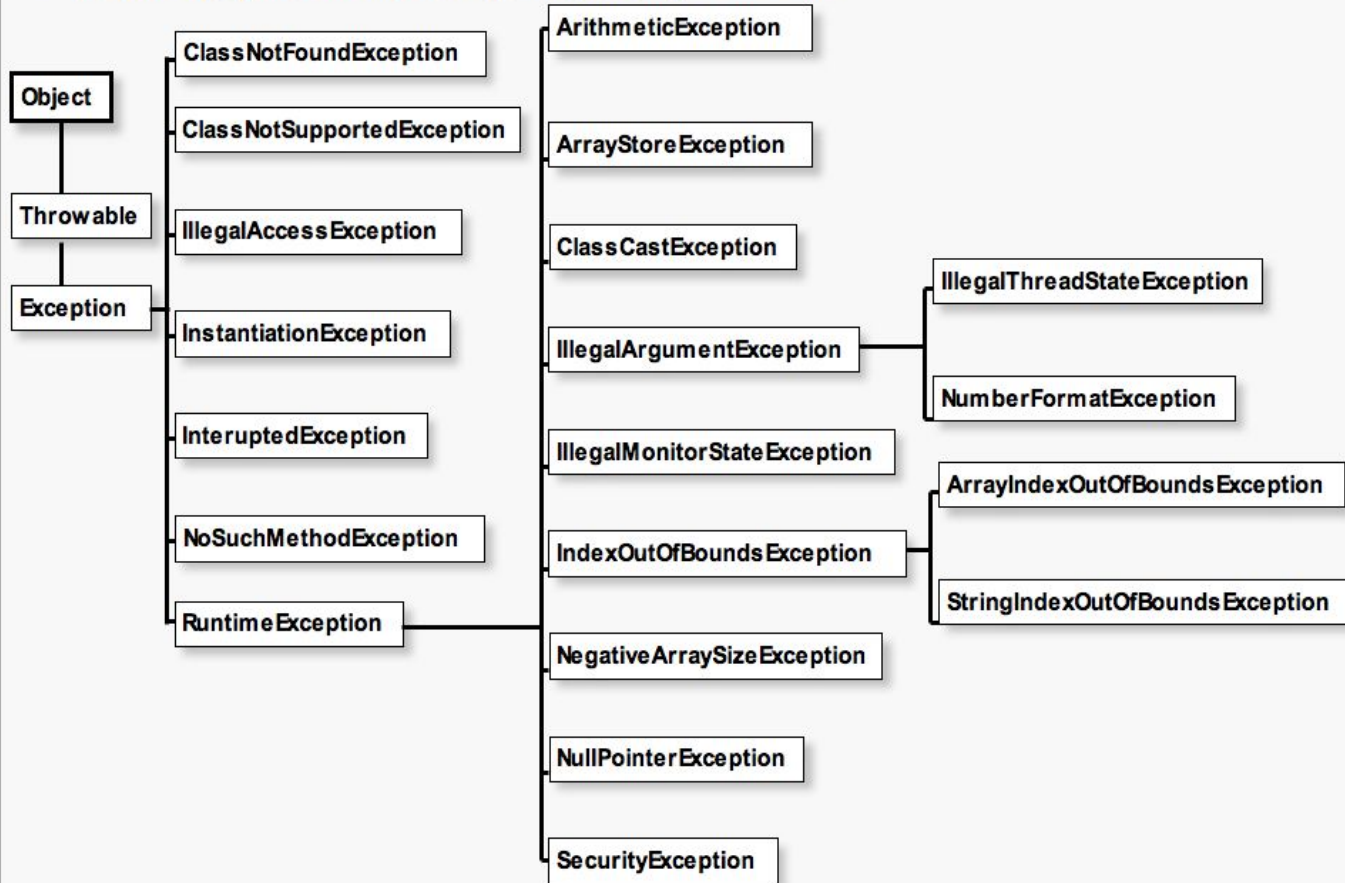 Object
Throwable
Exception
ClassNotFoundException
ClassNotSupportedException
IllegalAccessException
InstantiationException
InteruptedException
NoSuchMethodException
RuntimeException
ArithmeticException
ArrayStoreException
ClassCastException
IllegalArgumentException
IllegalMonitorStateException
IndexOutOfBoundsException
NegativeArraySizeException
NullPointerException
SecurityException
IllegalThreadStateException
NumberFormatException
ArrayIndexOutOfBoundsException
StringIndexOutOfBoundsException